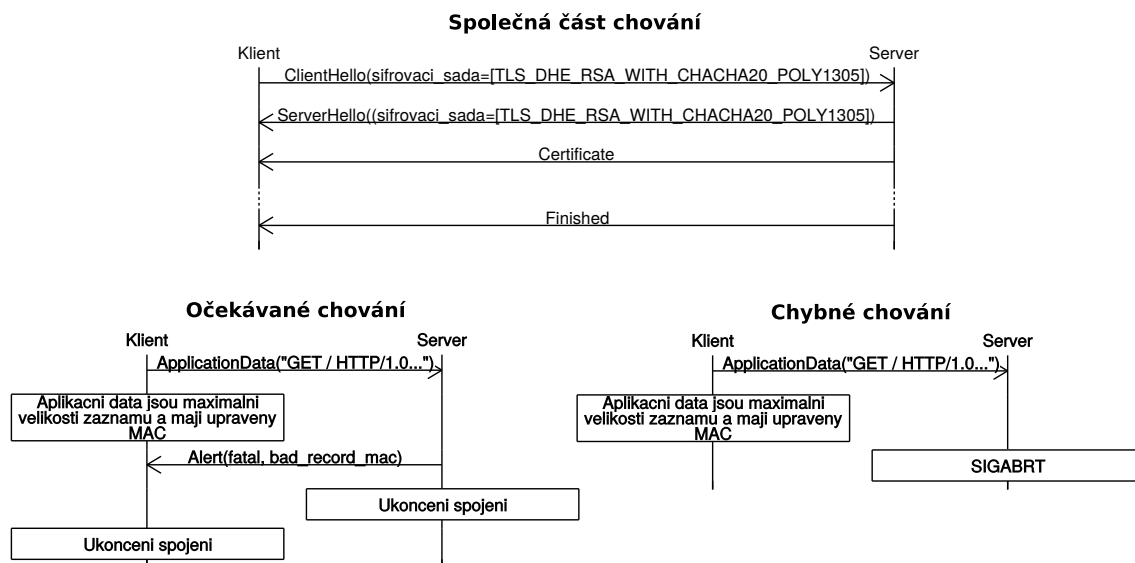 Společná část chování
Klient
Server
ClientHello(sifrovaci_sada=[TLS_DHE_RSA_WITH_CHACHA20_POLY1305])
ServerHello((sifrovaci_sada=[TLS_DHE_RSA_WITH_CHACHA20_POLY1305])
Certificate
Finished
Očekávané chování
Klient
Server
ApplicationData("GET / HTTP/1.0...")
Aplikacni data jsou maximalni
velikosti zaznamu a maji upraveny
MAC
Alert(fatal, bad_record_mac)
Ukonceni spojeni
Ukonceni spojeni
Chybné chování
Klient
Server
ApplicationData("GET / HTTP/1.0...")
Aplikacni data jsou maximalni
velikosti zaznamu a maji upraveny
MAC
SIGABRT